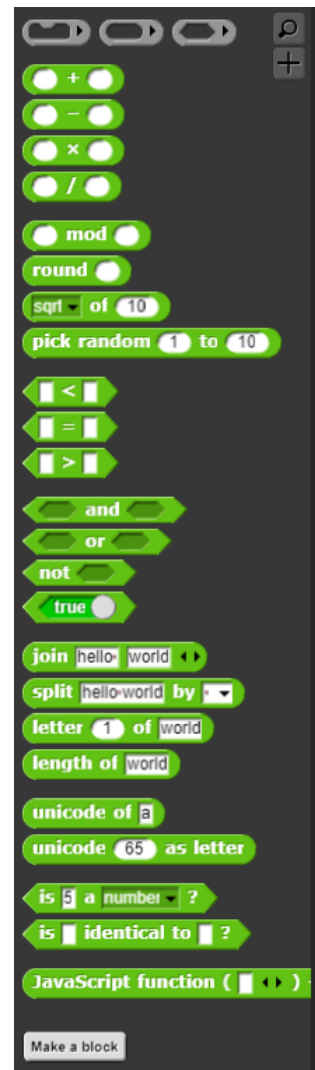 +
−
×
/
mod
round
sqrt of 10
pick random 1 to 10
<
=
>
and
or
not
true
join hello world
split hello world by
letter 1 of world
length of world
unicode of a
unicode 65 as letter
is 5 a number ?
is identical to ?
JavaScript function ( )
Make a block